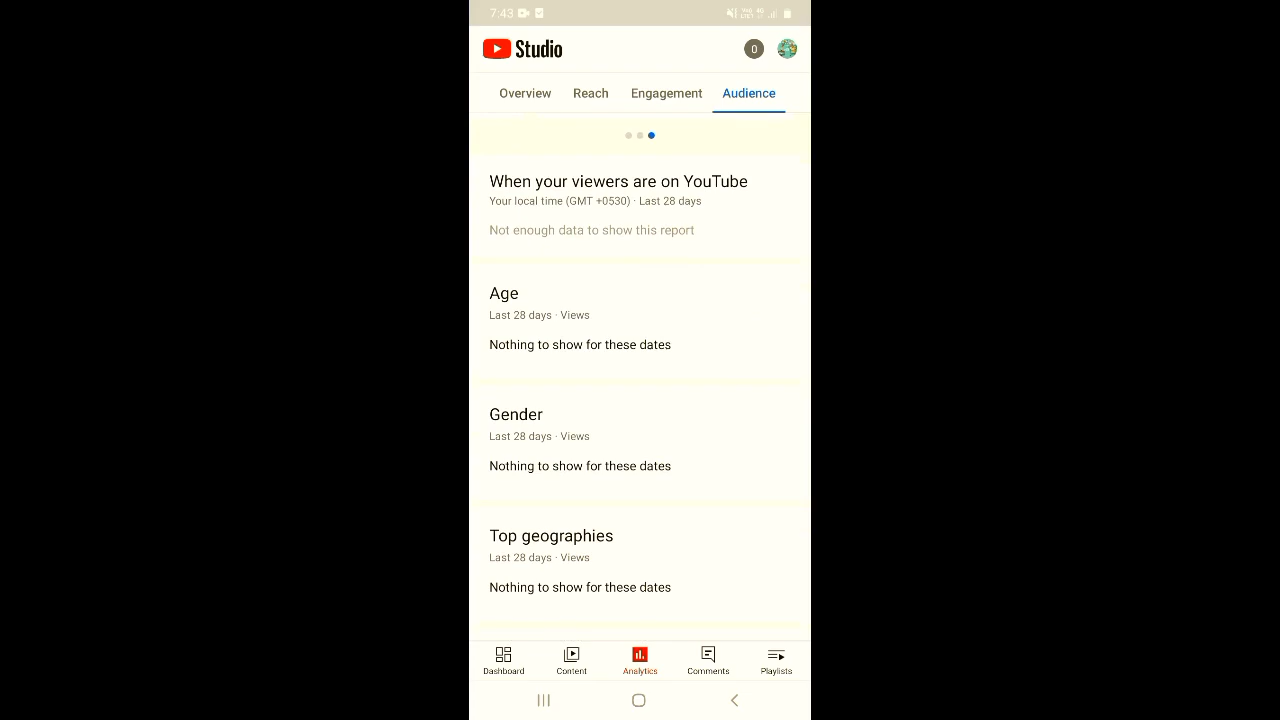 7:43
Studio
0
Overview Reach Engagement Audience
When your viewers are on YouTube
Your local time (GMT +0530) · Last 28 days
Not enough data to show this report
Age
Last 28 days · Views
Nothing to show for these dates
Gender
Last 28 days · Views
Nothing to show for these dates
Top geographies
Last 28 days · Views
Nothing to show for these dates
Dashboard Content Analytics Comments Playlists